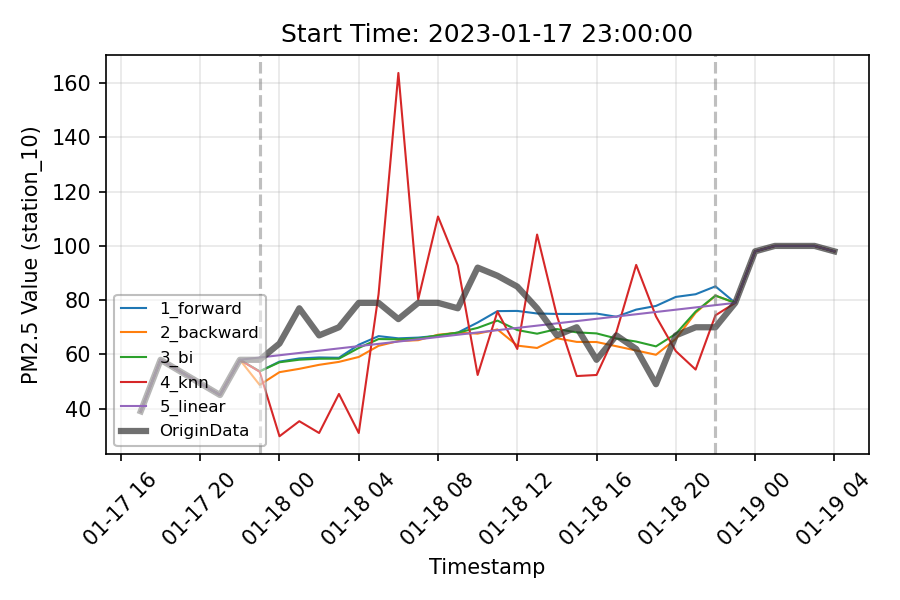 Start Time: 2023-01-17 23:00:00
PM2.5 Value (station_10)
160
140
120
100
80
60
40
1_forward
2_backward
3_bi
4_knn
5_linear
OriginData
01-17 16
01-17 20
01-18 00
01-18 04
01-18 08
01-18 12
01-18 16
01-18 20
01-19 00
01-19 04
Timestamp